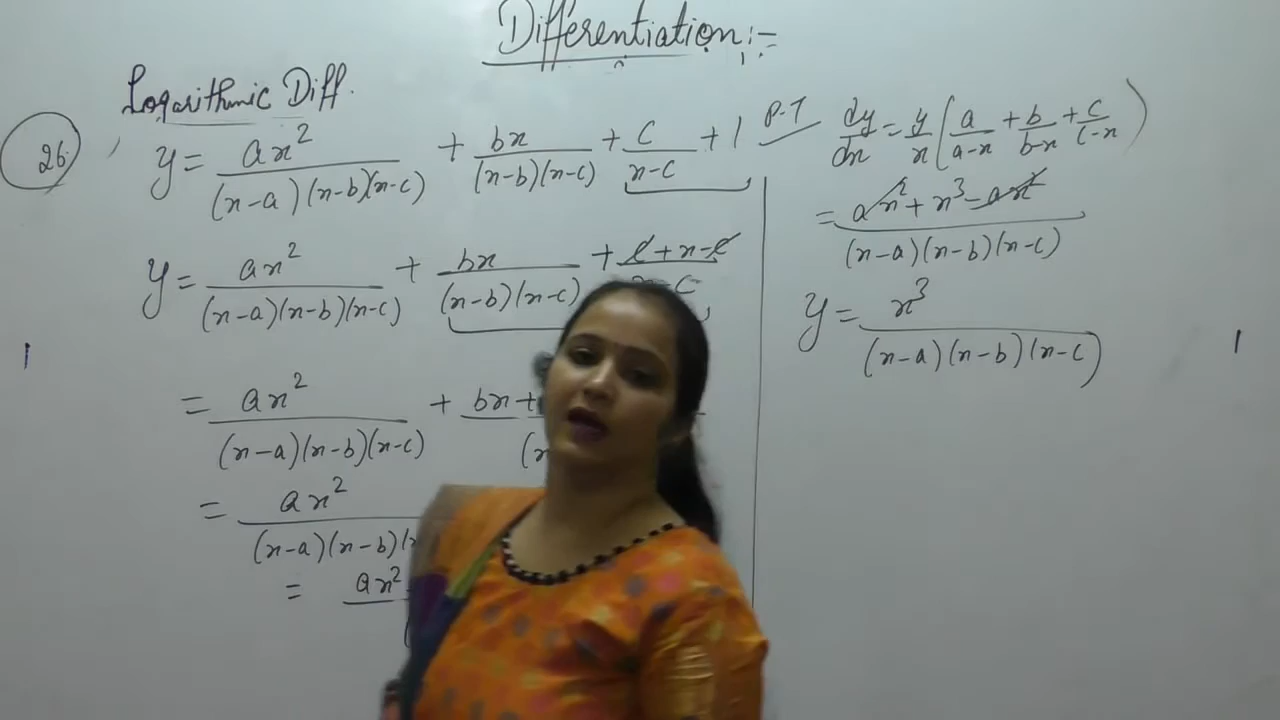 Differentiation :-
Logarithmic Diff.
26. y = ax² / (x-a)(x-b)(x-c) + bx / (x-b)(x-c) + c / x-c + 1
y = ax² / (x-a)(x-b)(x-c) + bx / (x-b)(x-c) + c + x - c / x-c
= ax² / (x-a)(x-b)(x-c) + bx +
= ax² / (x-a)(x-b)
= ax²
P.T dy/dx = y/x ( a/a-x + b/b-x + c/c-x )
= ax² + x³ - ax² / (x-a)(x-b)(x-c)
y = x³ / (x-a)(x-b)(x-c)